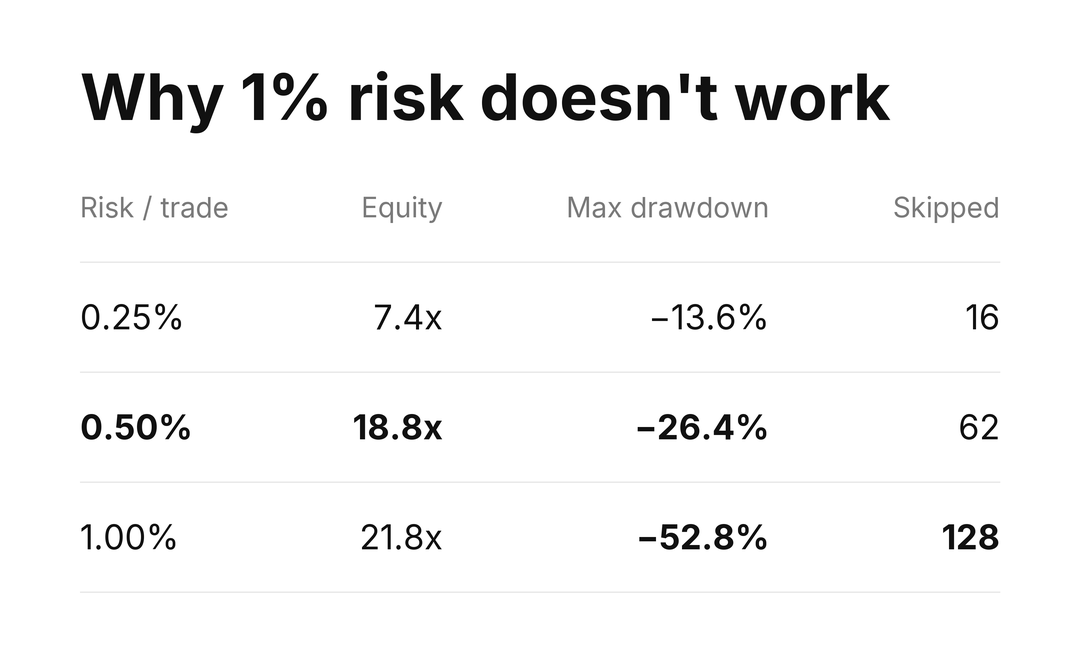 Why 1% risk doesn't work
Risk / trade Equity Max drawdown Skipped
0.25% 7.4x −13.6% 16
0.50% 18.8x −26.4% 62
1.00% 21.8x −52.8% 128